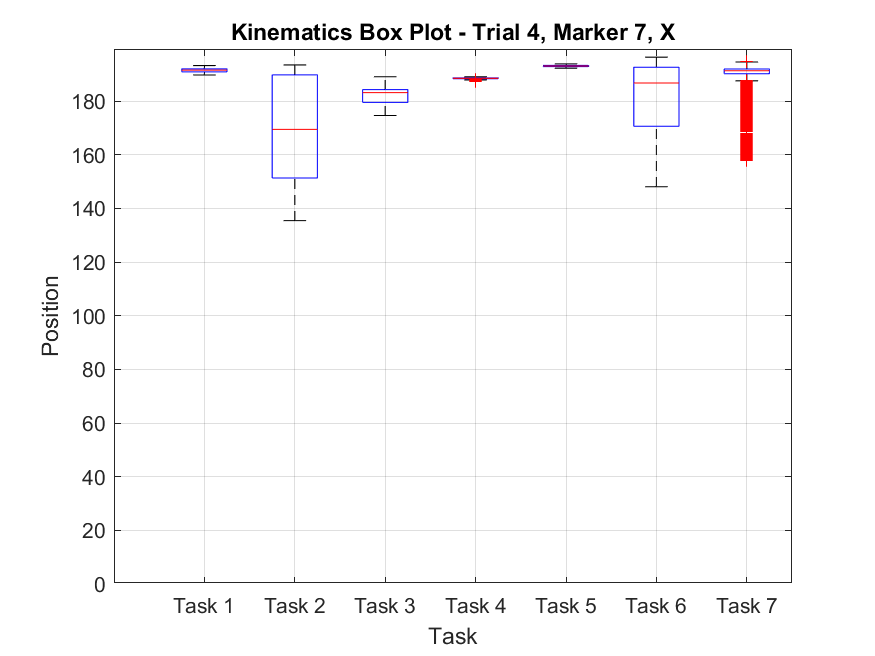 Kinematics Box Plot - Trial 4, Marker 7, X
180
160
140
120
100
80
60
40
20
0
Position
Task 1 Task 2 Task 3 Task 4 Task 5 Task 6 Task 7
Task